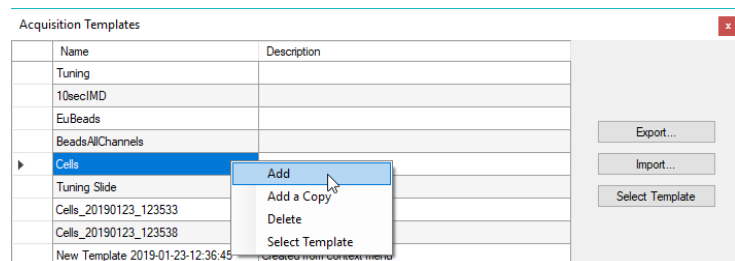 Acquisition Templates
x
Name Description
Tuning
10secIMD
EuBeads
BeadsAllChannels
Export...
Cells
Add
Import...
Tuning Slide
Add a Copy
Select Template
Cells_20190123_123533
Delete
Cells_20190123_123538
Select Template
New Template 2019-01-23-12:36:45 Created from context menu